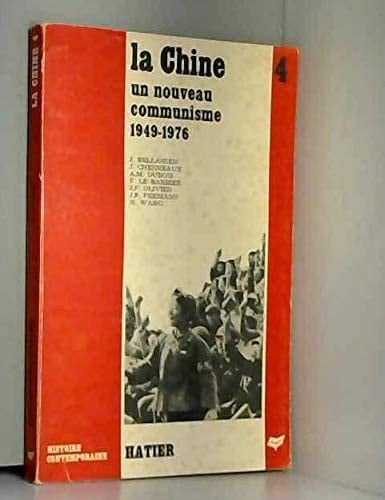 LA CHINE 4
la Chine
4
un nouveau
communisme
1949-1976
J. BELLASSEN
J. CHESNEAUX
A.M. DUBOIS
F. LE BARBIER
J.F. OLIVIER
J.P. PEEMANS
N. WANG
HISTOIRE
CONTEMPORAINE
HATIER